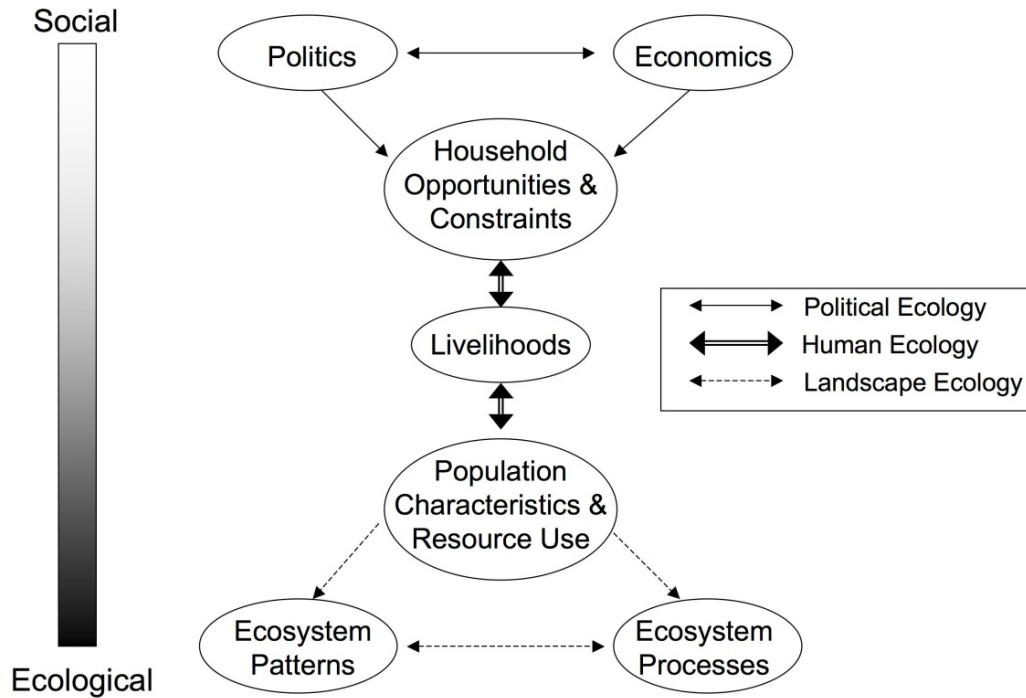 Social
Politics
Economics
Household
Opportunities &
Constraints
Livelihoods
Political Ecology
Human Ecology
Landscape Ecology
Population
Characteristics &
Resource Use
Ecosystem
Patterns
Ecosystem
Processes
Ecological